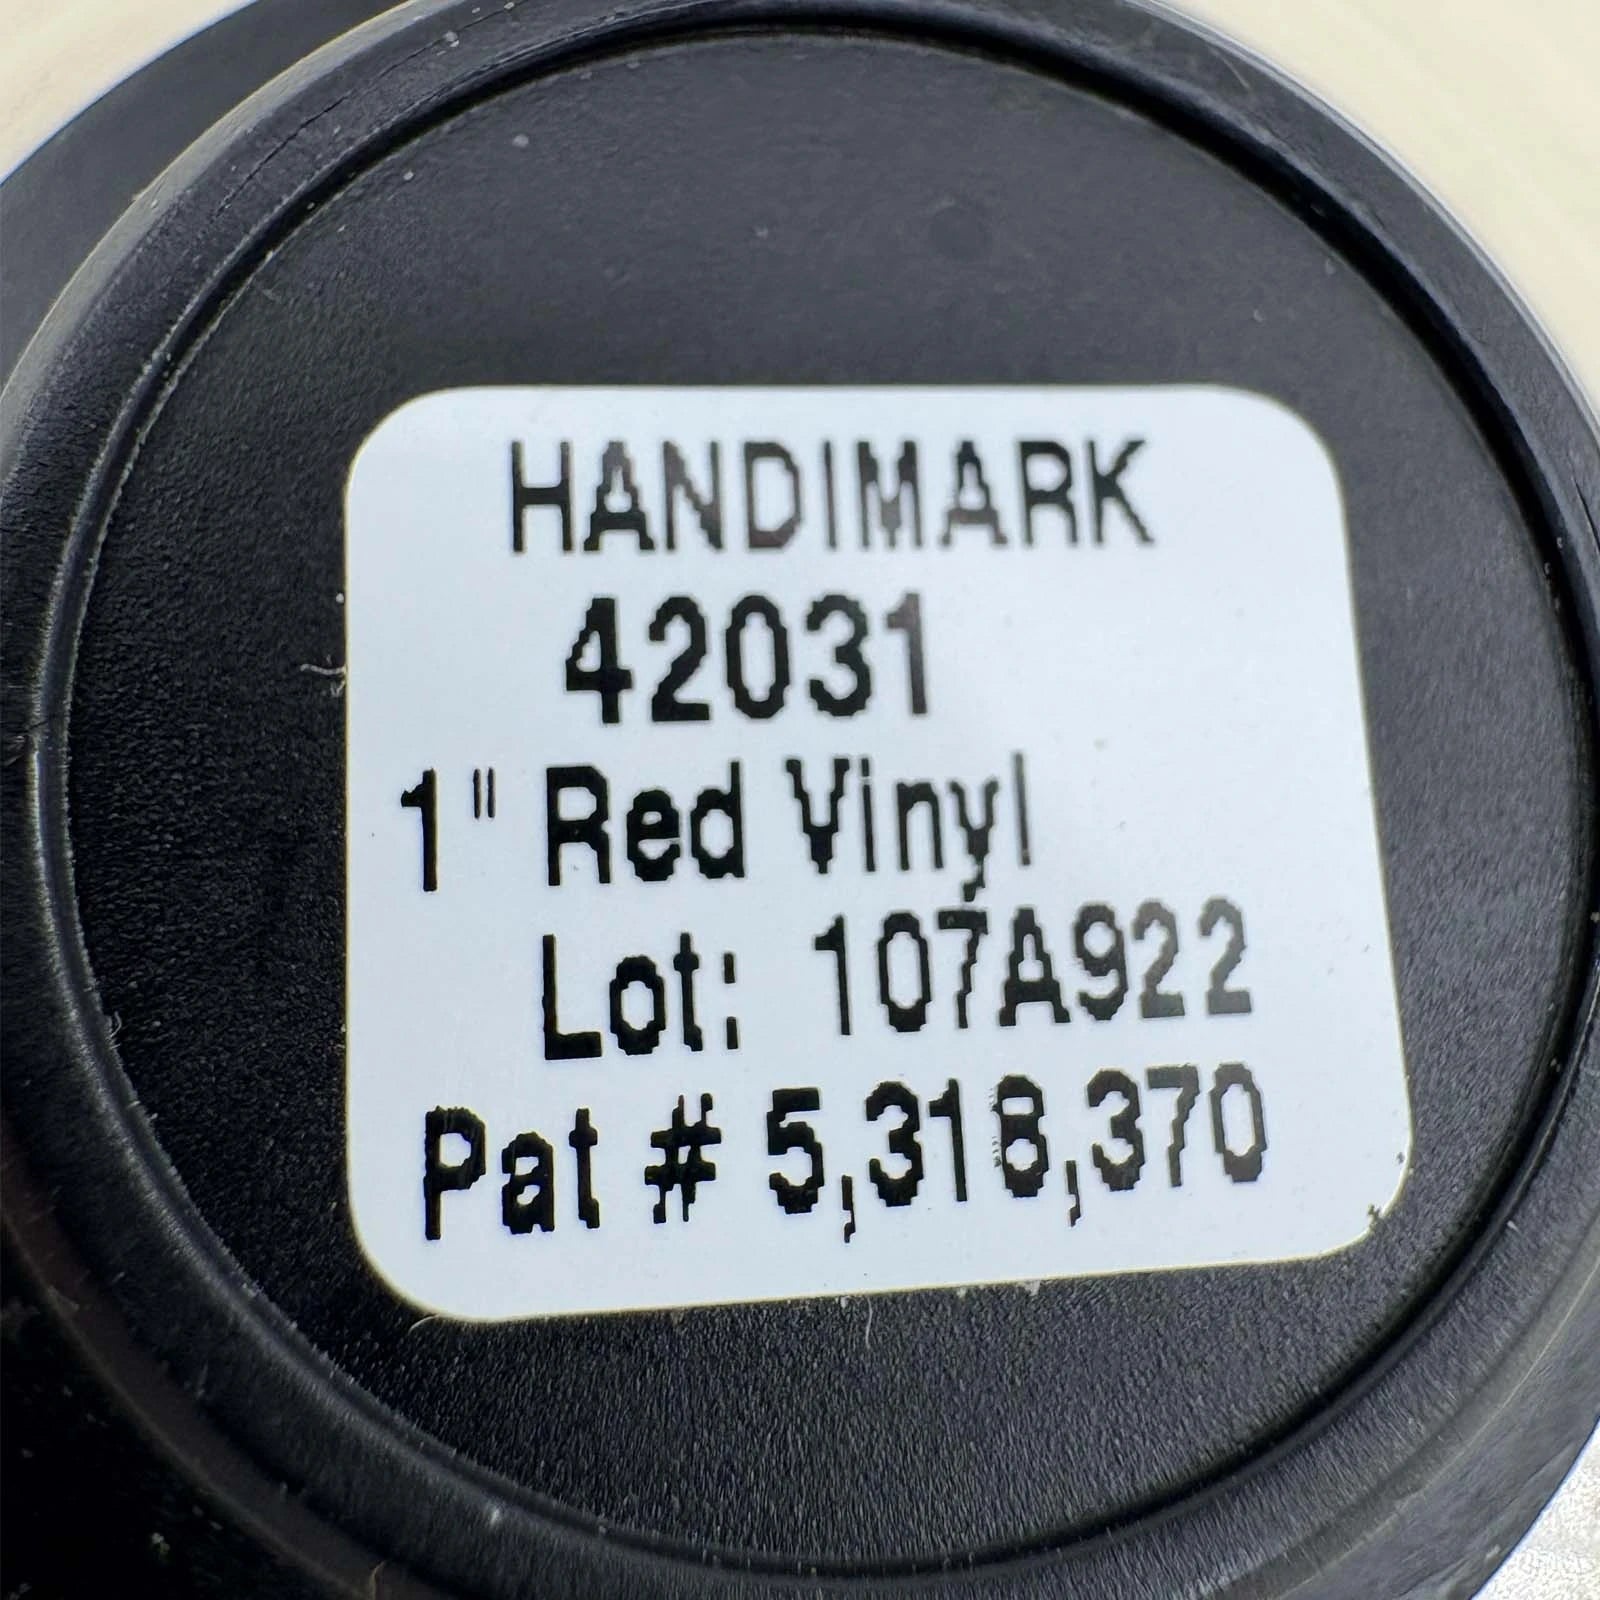 HANDIMARK
42031
1" Red Vinyl
Lot: 107A922
Pat # 5,318,370